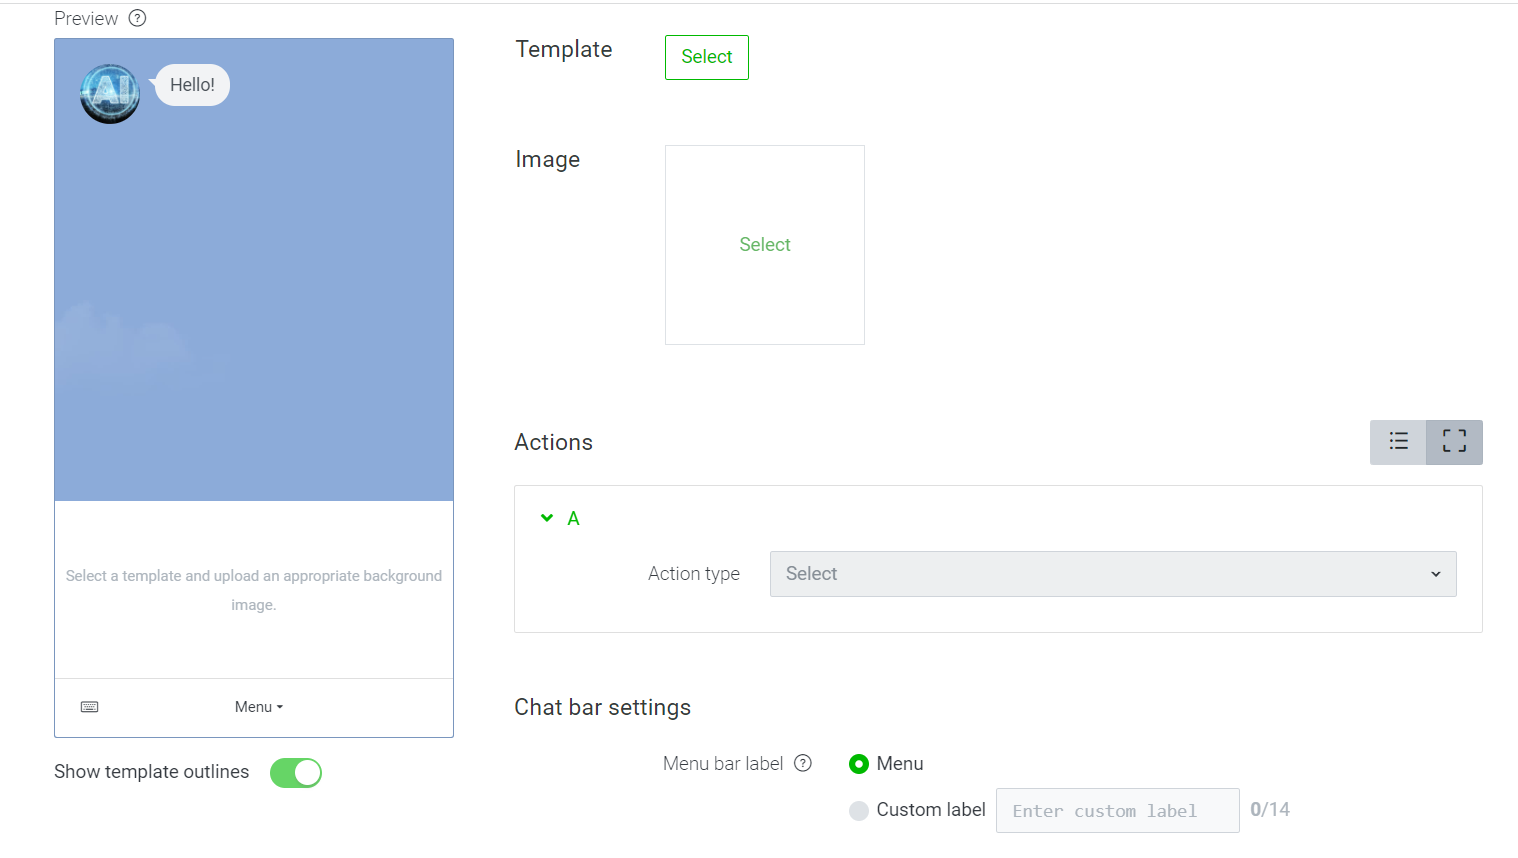 Preview ?
AI
Hello!
Select a template and upload an appropriate background
image.
Menu
Show template outlines
Template
Select
Image
Select
Actions
A
Action type
Select
Chat bar settings
Menu bar label ?
Menu
Custom label
Enter custom label
0/14